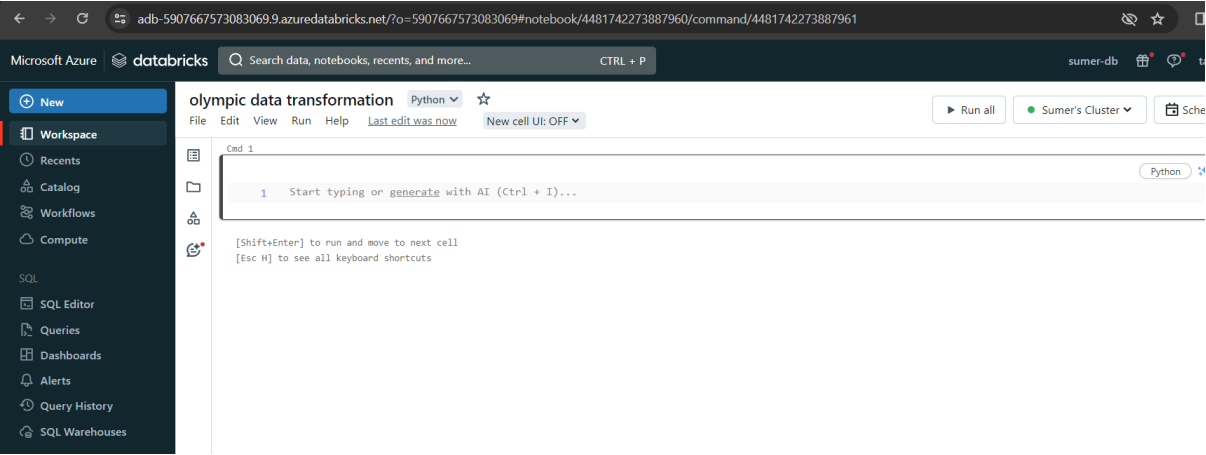 adb-5907667573083069.9.azuredatabricks.net/?o=5907667573083069#notebook/4481742273887960/command/4481742273887961
Microsoft Azure databricks Search data, notebooks, recents, and more... CTRL + P sumer-db
New
Workspace
Recents
Catalog
Workflows
Compute
SQL
SQL Editor
Queries
Dashboards
Alerts
Query History
SQL Warehouses
olympic data transformation Python
File Edit View Run Help Last edit was now New cell UI: OFF
Run all Sumer's Cluster Sche
Cmd 1
Python
1 Start typing or generate with AI (Ctrl + I)...
[Shift+Enter] to run and move to next cell
[Esc H] to see all keyboard shortcuts